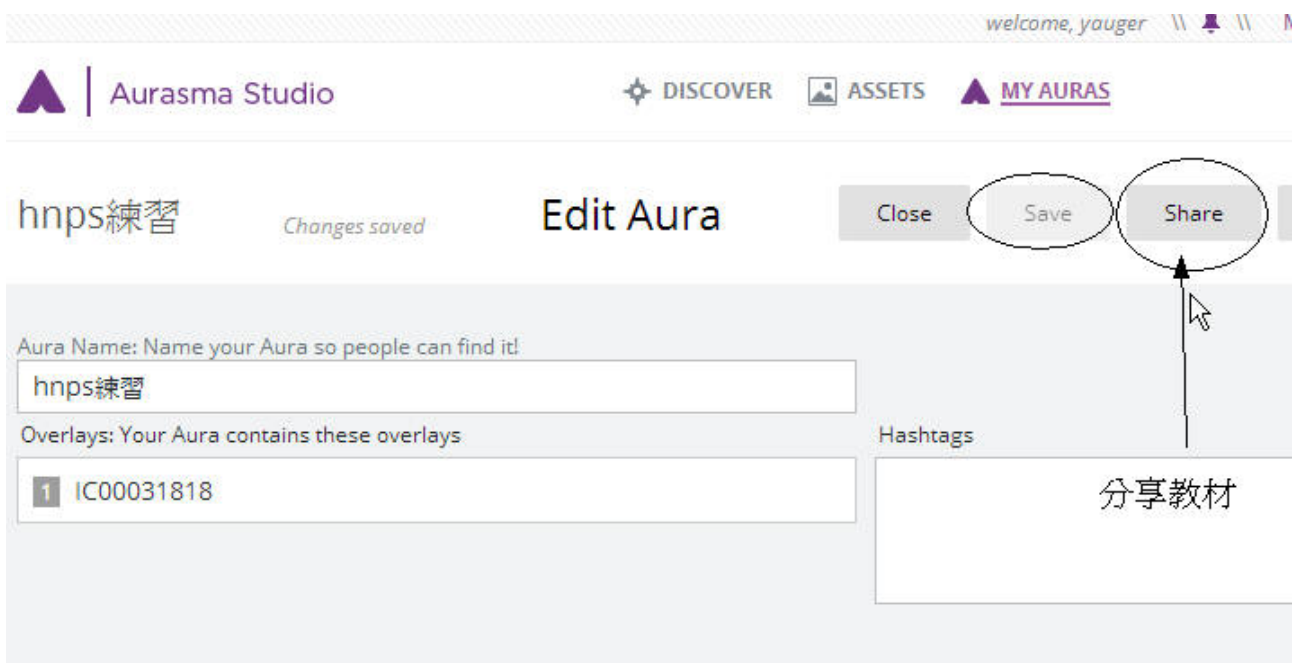 welcome, yauger \\ \\
Aurasma Studio
DISCOVER ASSETS MY AURAS
hnps練習 Changes saved Edit Aura Close Save Share
Aura Name: Name your Aura so people can find it!
hnps練習
Overlays: Your Aura contains these overlays Hashtags
1 IC00031818
分享教材